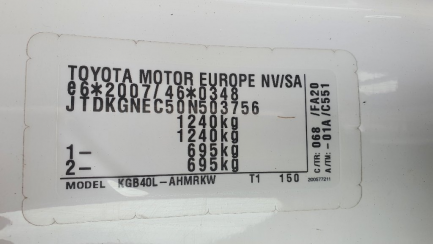 TOYOTA MOTOR EUROPE NV/SA
e6*2007/46*0348
JTDKGNEC50N503756
1240kg
1240kg
1- 695kg
2- 695kg
MODEL KGB40L-AHMRKW T1 150
C/TR: 068 /FA20
A/TM: -01A /C551